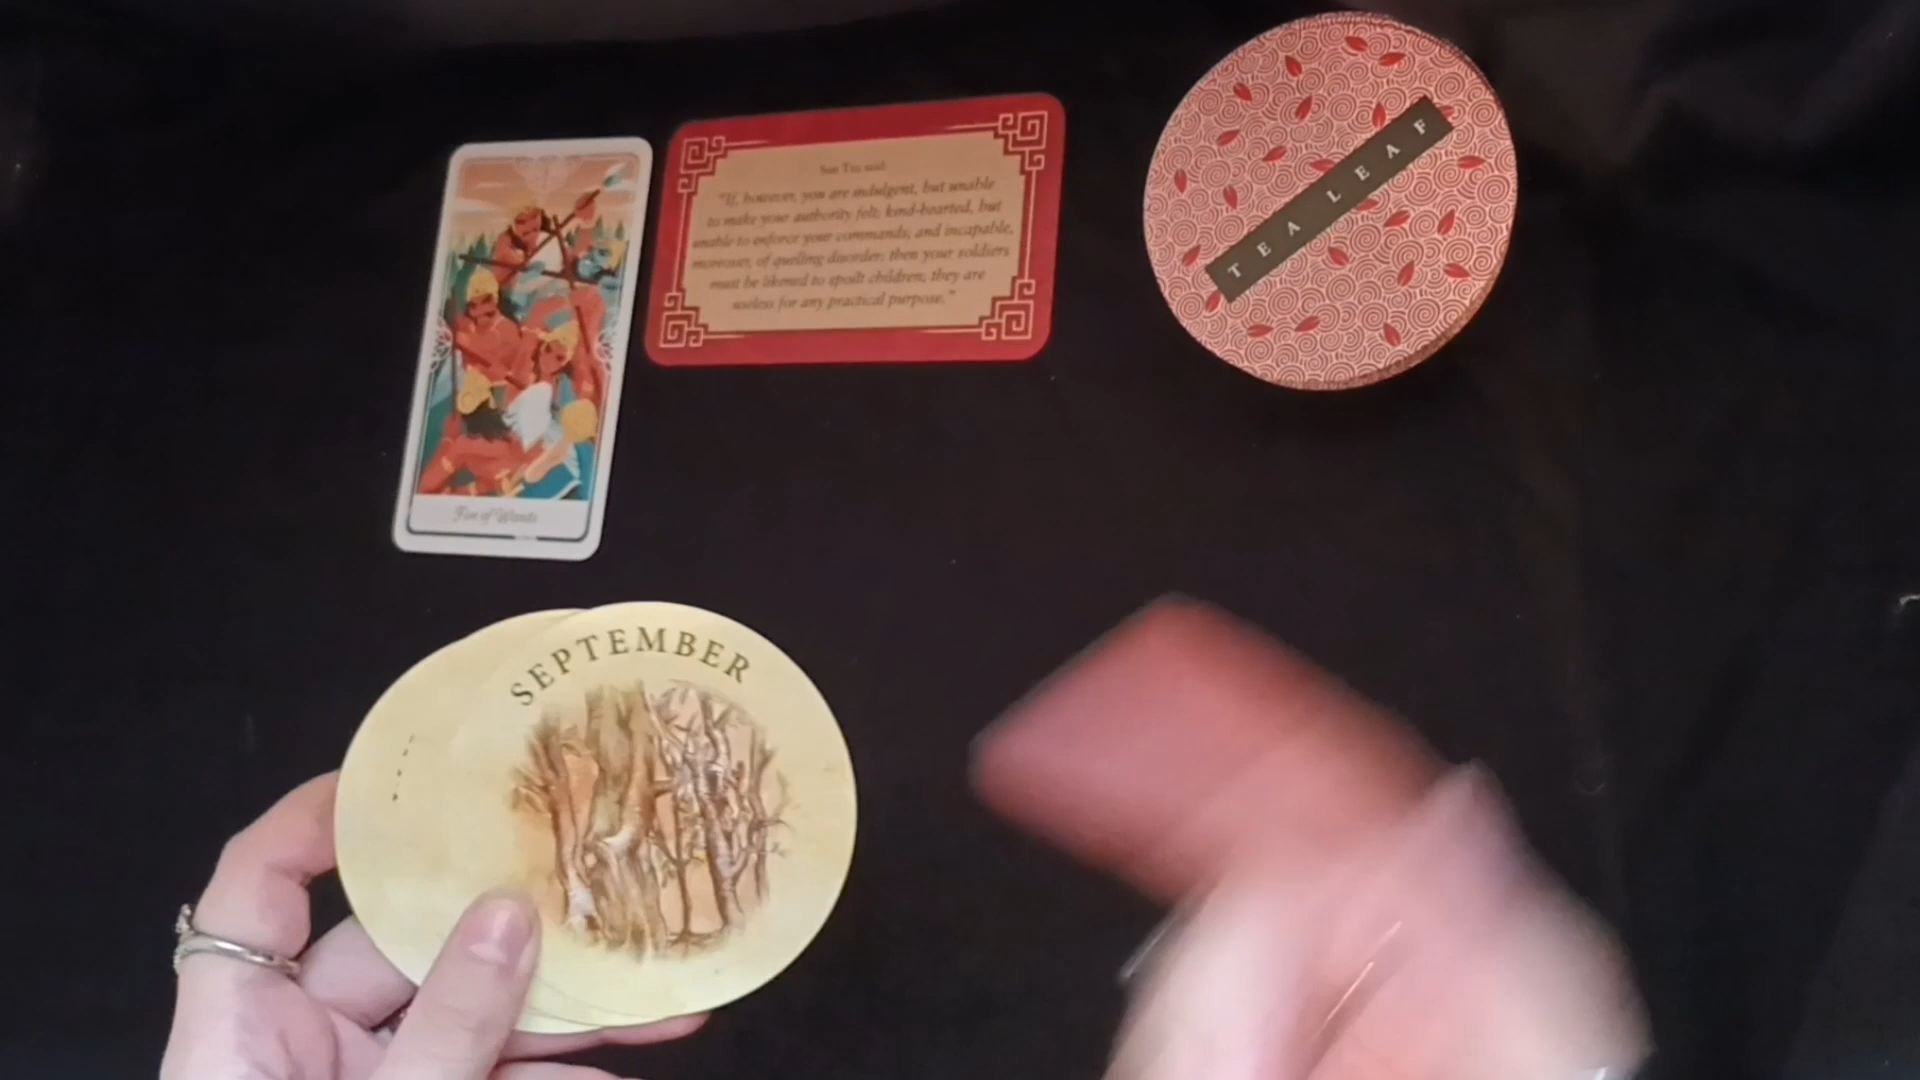 Sun Tzu said:
"If, however, you are indulgent, but unable
to make your authority felt; kind-hearted, but
unable to enforce your commands; and incapable,
moreover, of quelling disorder: then your soldiers
must be likened to spoilt children; they are
useless for any practical purpose."
TEA LEAF
Five of Wands
SEPTEMBER